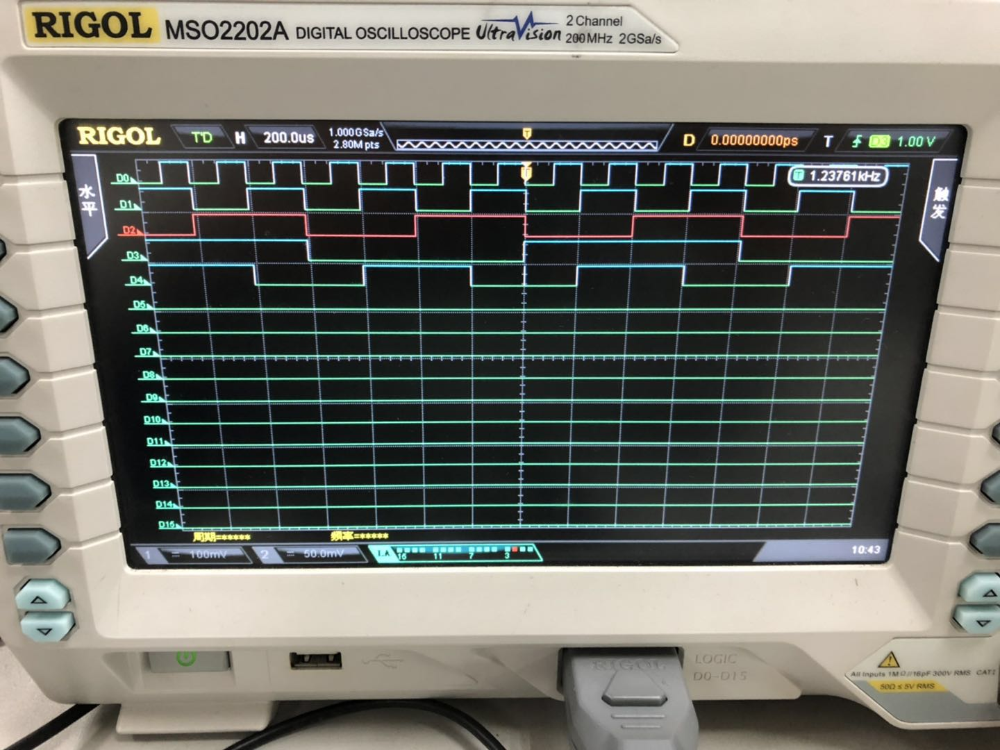 RIGOL MSO2202A DIGITAL OSCILLOSCOPE UltraVision 2 Channel
200MHz 2GSa/s
RIGOL T'D H 200.0us 1.000GSa/s
2.80M pts
T
D 0.00000000ps T D3 1.00 V
水平
触发
T 1.23761kHz
T
D0
D1
D2
D3
D4
D5
D6
D7
D8
D9
D10
D11
D12
D13
D14
D15
周期=***** 频率=*****
1 100mV 2 50.0mV LA 15 11 7 3 10:43
RIGOL
LOGIC
D0-D15
All Inputs 1MΩ//16pF 300V RMS CAT I
50Ω ≤ 5V RMS